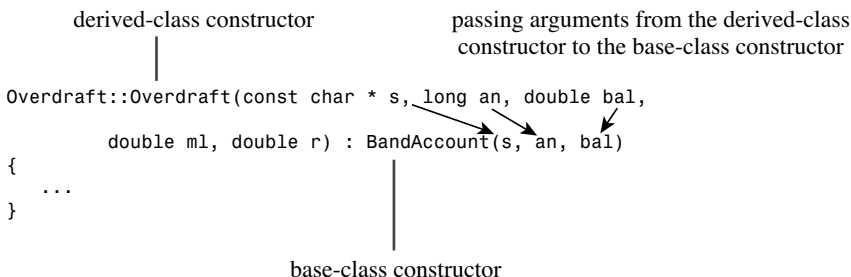 derived-class constructor
passing arguments from the derived-class
constructor to the base-class constructor
Overdraft::Overdraft(const char * s, long an, double bal,
double ml, double r) : BandAccount(s, an, bal)
{
...
}
base-class constructor